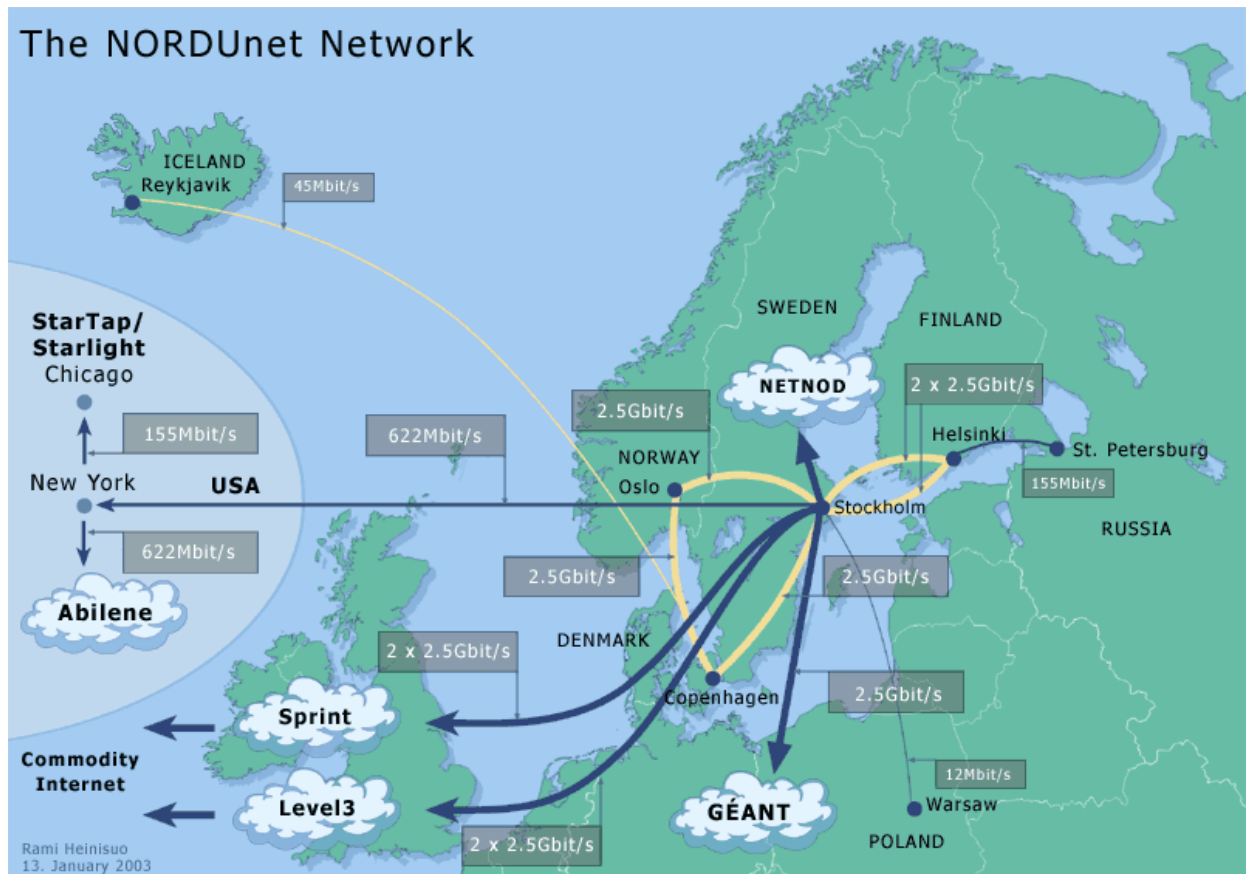 The NORDUnet Network
ICELAND
Reykjavik
45Mbit/s
StarTap/
Starlight
Chicago
155Mbit/s
New York
USA
622Mbit/s
Abilene
622Mbit/s
SWEDEN
FINLAND
NETNOD
2 x 2.5Gbit/s
2.5Gbit/s
Helsinki
St. Petersburg
NORWAY
Oslo
155Mbit/s
Stockholm
RUSSIA
2.5Gbit/s
2.5Gbit/s
DENMARK
2 x 2.5Gbit/s
Copenhagen
2.5Gbit/s
Sprint
Commodity
Internet
Level3
GÉANT
12Mbit/s
Warsaw
POLAND
2 x 2.5Gbit/s
Rami Heinisuo
13. January 2003